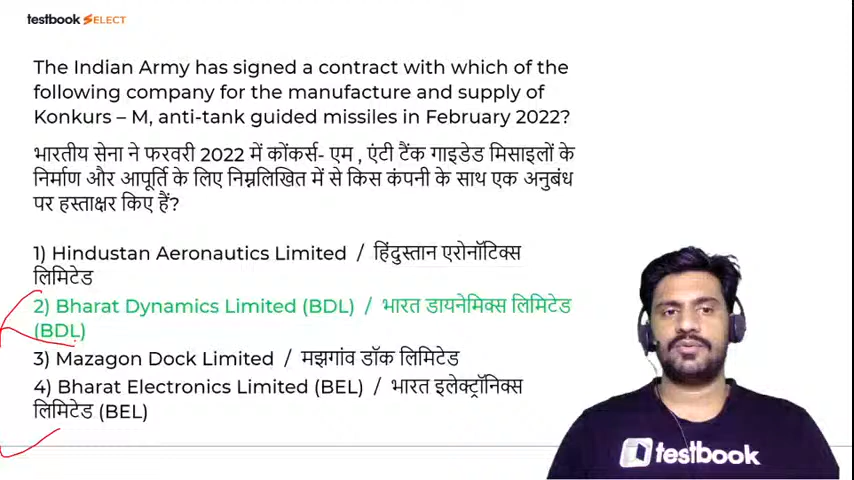 testbook SELECT
The Indian Army has signed a contract with which of the
following company for the manufacture and supply of
Konkurs – M, anti-tank guided missiles in February 2022?
भारतीय सेना ने फरवरी 2022 में कोंकर्स- एम , एंटी टैंक गाइडेड मिसाइलों के
निर्माण और आपूर्ति के लिए निम्नलिखित में से किस कंपनी के साथ एक अनुबंध
पर हस्ताक्षर किए हैं?
1) Hindustan Aeronautics Limited / हिंदुस्तान एरोनॉटिक्स
लिमिटेड
2) Bharat Dynamics Limited (BDL) / भारत डायनेमिक्स लिमिटेड
(BDL)
3) Mazagon Dock Limited / मझगांव डॉक लिमिटेड
4) Bharat Electronics Limited (BEL) / भारत इलेक्ट्रॉनिक्स
लिमिटेड (BEL)
testbook